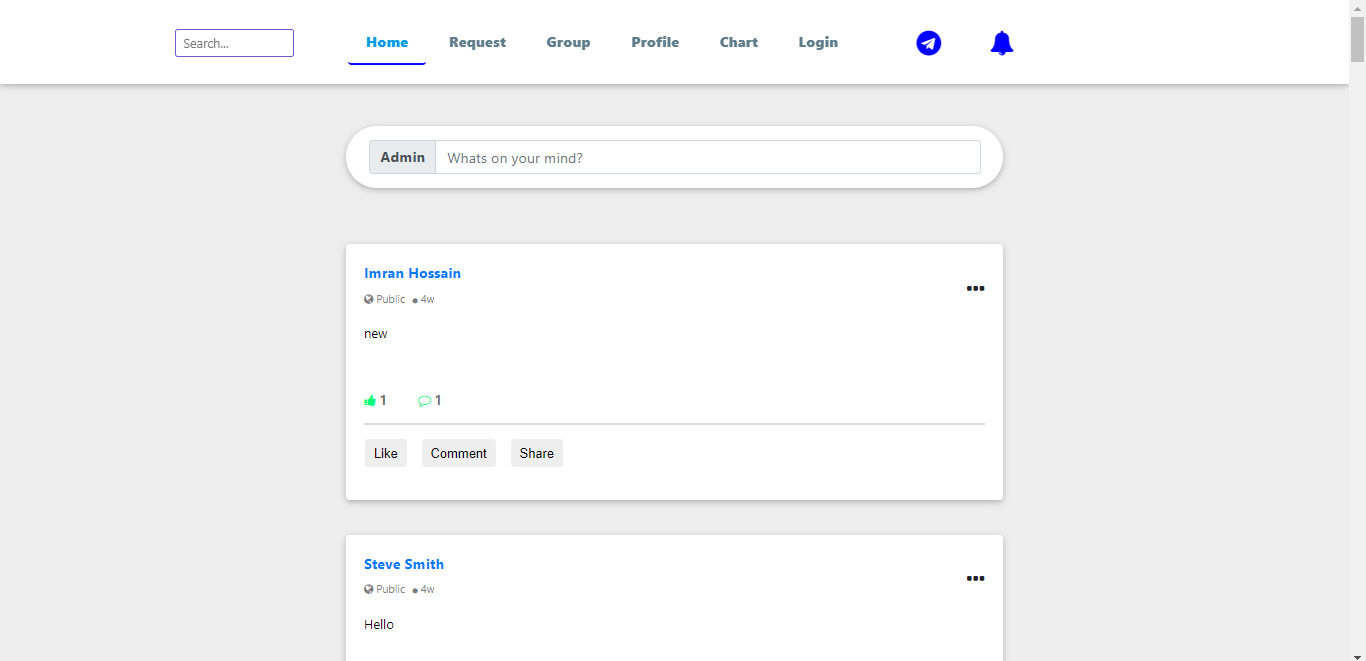 Search... Home Request Group Profile Chart Login
Admin Whats on your mind?
Imran Hossain
Public ● 4w
new
1 1
Like Comment Share
Steve Smith
Public ● 4w
Hello